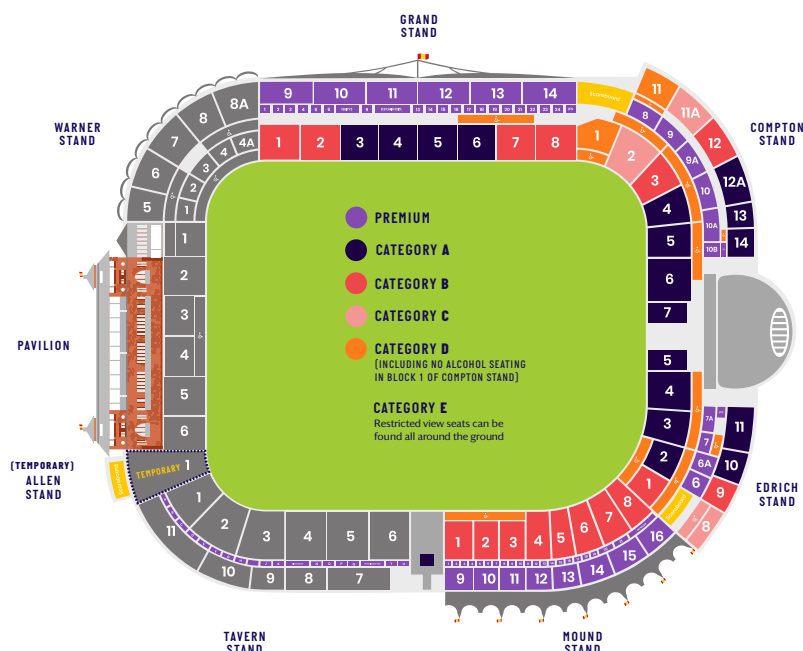 GRAND
STAND
WARNER
STAND
COMPTON
STAND
PAVILION
(TEMPORARY)
ALLEN
STAND
EDRICH
STAND
TAVERN
STAND
MOUND
STAND
PREMIUM
CATEGORY A
CATEGORY B
CATEGORY C
CATEGORY D
(INCLUDING NO ALCOHOL SEATING
IN BLOCK 1 OF COMPTON STAND)
CATEGORY E
Restricted view seats can be
found all around the ground
9 10 11 12 13 14
1 2 3 4 5 6 7 8
5 6 7 8 8A
1 2 3 4 4A
1
2
3
4
5
6
TEMPORARY 1
1 2 3 4 5 6
11 10 9 8 7
1 2 3 4 5 6 7 8
9 10 11 12 13 14 15 16
1
2
3
4
5
6
7
8
9
9A
10
10A
10B
11
11A
12
12A
13
14
5
4
3
2
1
7A
7
6A
6
11
10
9
8